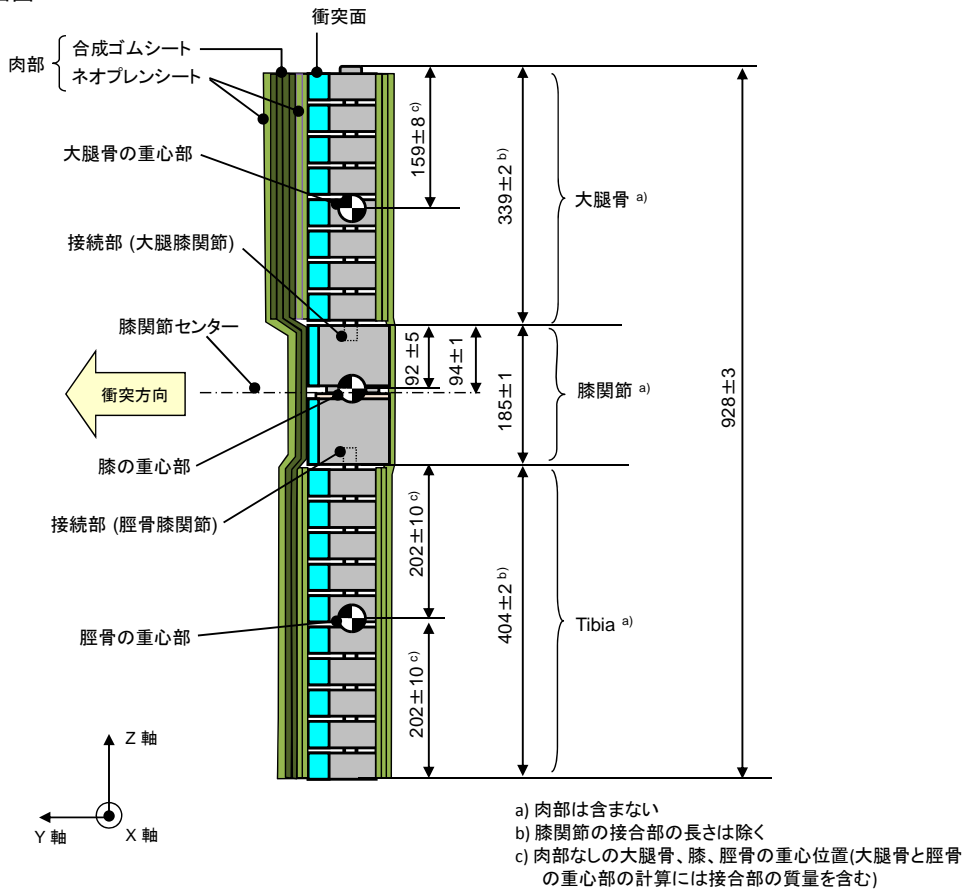 衝突面
肉部
合成ゴムシート
ネオプレンシート
大腿骨の重心部
接続部 (大腿膝関節)
膝関節センター
衝突方向
膝の重心部
接続部 (脛骨膝関節)
脛骨の重心部
159±8 c)
339±2 b)
大腿骨 a)
92 ±5
94±1
185±1
膝関節 a)
928±3
202±10 c)
404±2 b)
Tibia a)
202±10 c)
Z 軸
Y 軸
X 軸
a) 肉部は含まない
b) 膝関節の接合部の長さは除く
c) 肉部なしの大腿骨、膝、脛骨の重心位置(大腿骨と脛骨
の重心部の計算には接合部の質量を含む)